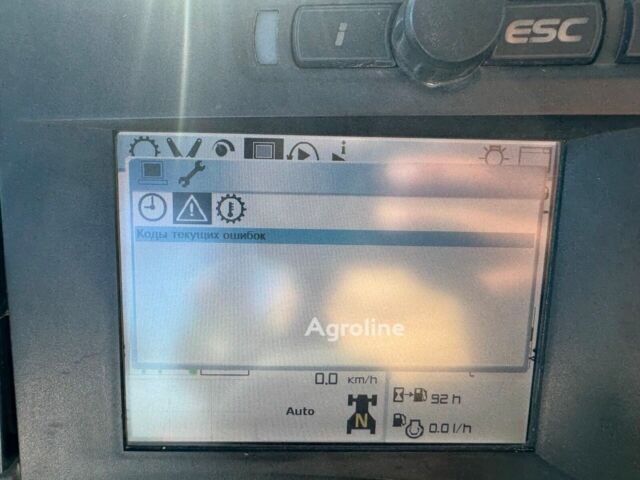 i
ESC
Коды текущих ошибок
Agroline
0.0 km/h
92 h
Auto
N
0.0 l/h